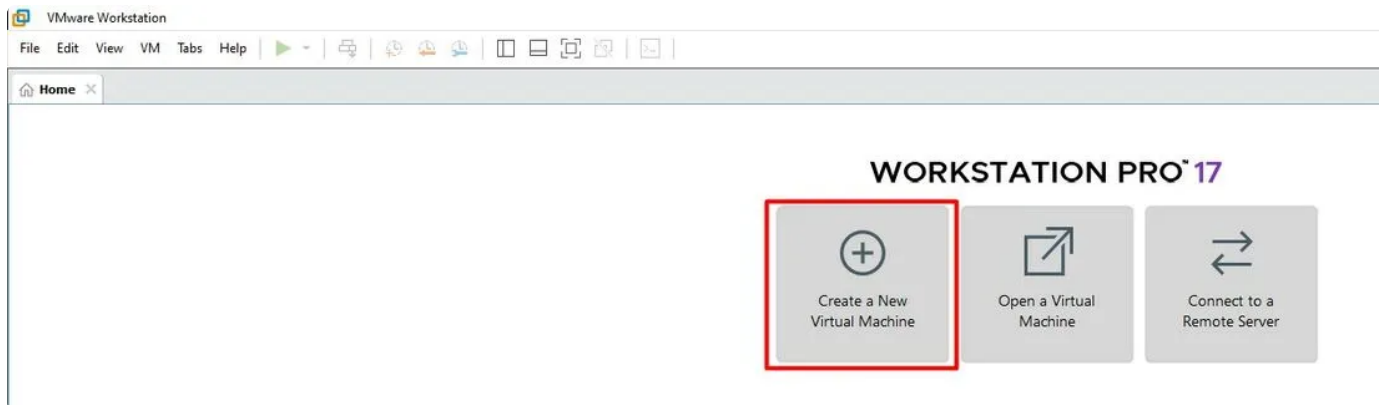 VMware Workstation
File Edit View VM Tabs Help
Home
WORKSTATION PRO™ 17
Create a New
Virtual Machine
Open a Virtual
Machine
Connect to a
Remote Server